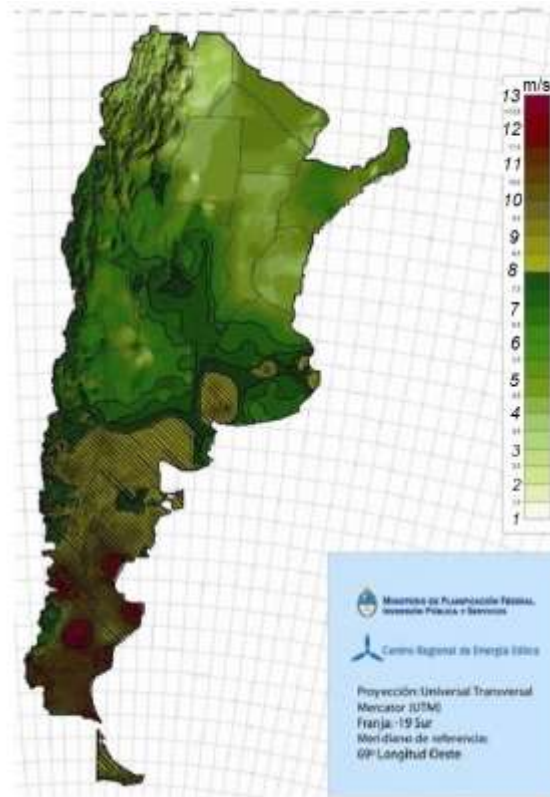 m/s
13
12
11
10
9
8
7
6
5
4
3
2
1
MINISTERIO DE PLANIFICACIÓN FEDERAL,
INVERSIÓN PÚBLICA Y SERVICIOS
Centro Regional de Energía Eólica
Proyección: Universal Transversal
Mercator (UTM)
Franja: -19 Sur
Meridiano de referencia:
69º Longitud Oeste